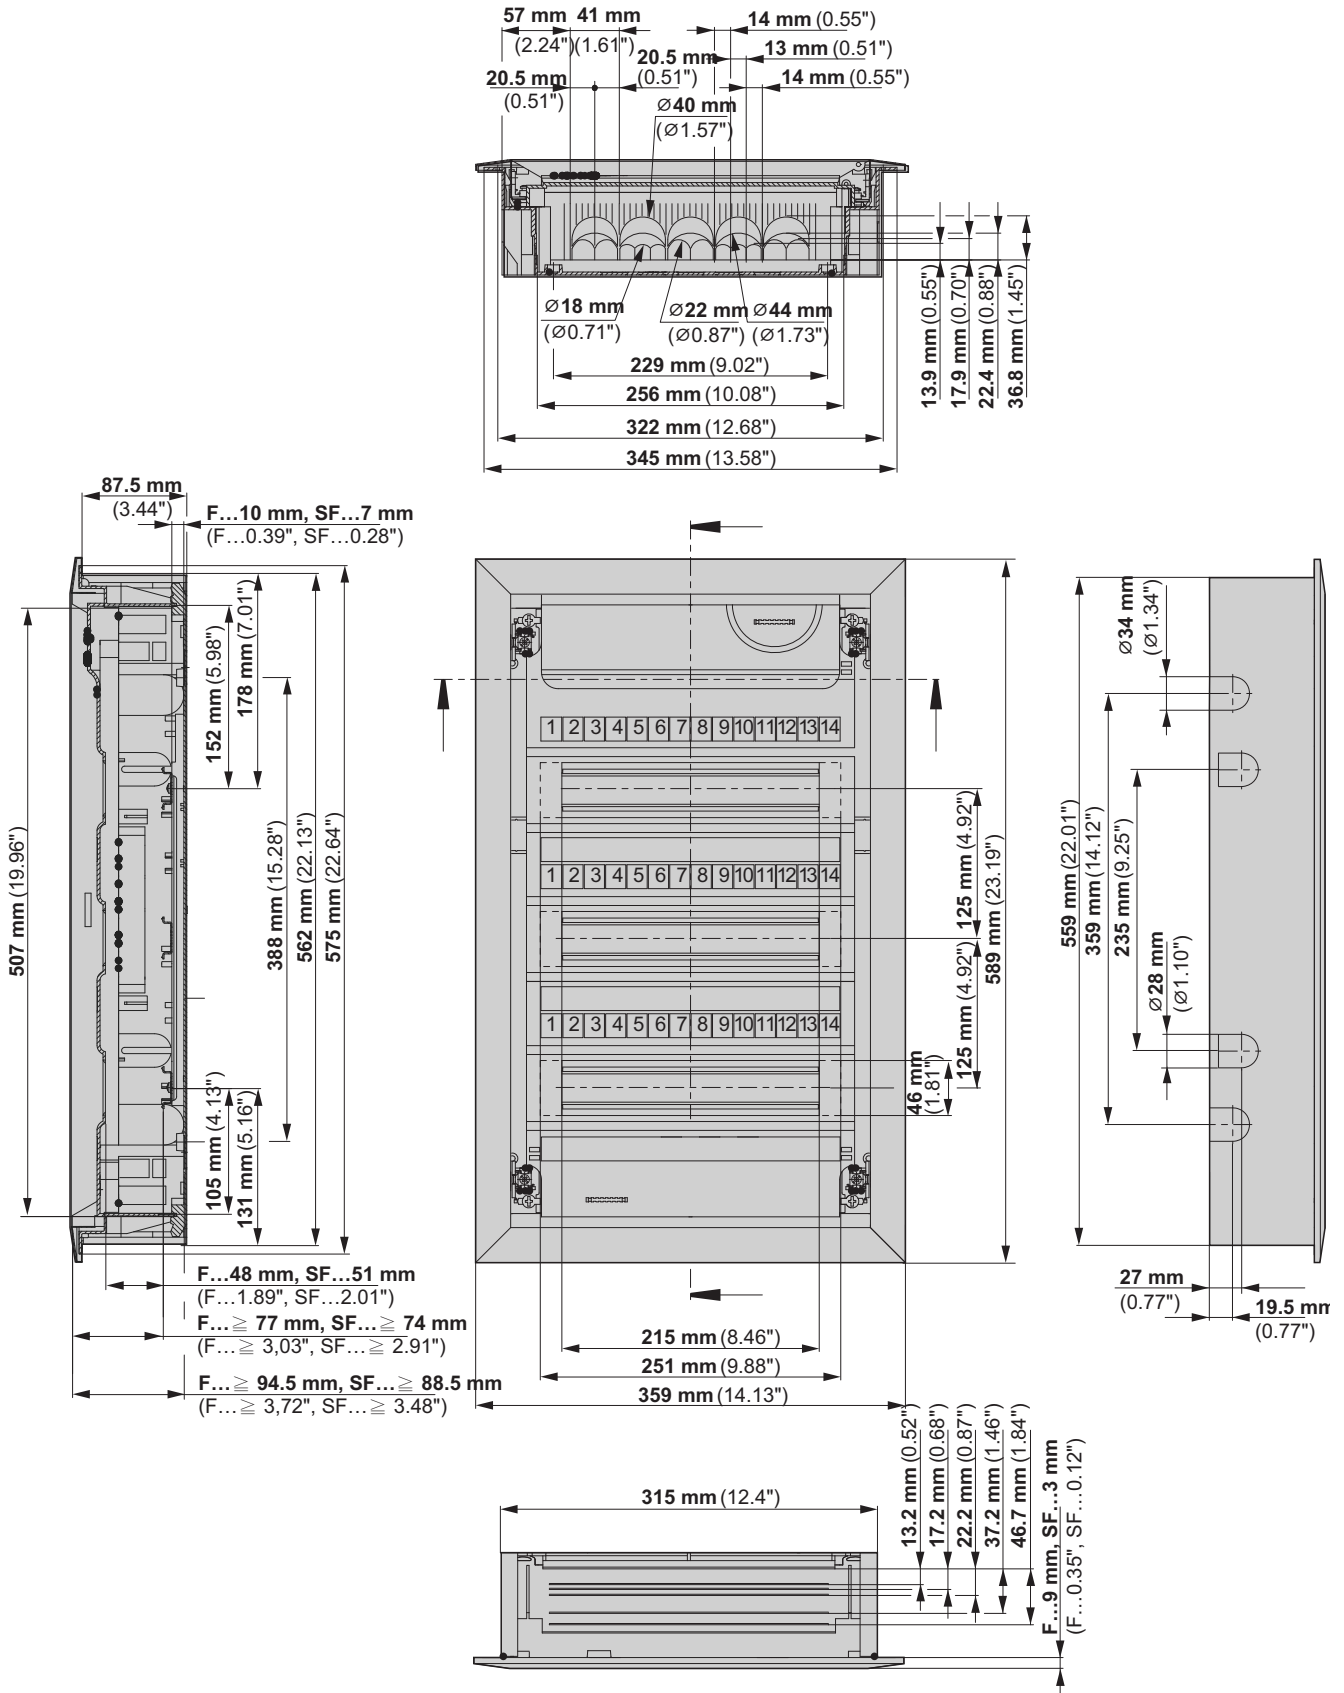 57 mm 41 mm 14 mm (0.55")
(2.24") (1.61") 13 mm (0.51")
20.5 mm
(0.51")
20.5 mm
(0.51")
14 mm (0.55")
Ø40 mm
(Ø1.57")
Ø18 mm
(Ø0.71")
Ø22 mm
(Ø0.87")
Ø44 mm
(Ø1.73")
229 mm (9.02")
256 mm (10.08")
322 mm (12.68")
345 mm (13.58")
13.9 mm (0.55")
17.9 mm (0.70")
22.4 mm (0.88")
36.8 mm (1.45")
87.5 mm
(3.44")
F...10 mm, SF...7 mm
(F...0.39", SF...0.28")
507 mm (19.96")
152 mm (5.98")
178 mm (7.01")
388 mm (15.28")
562 mm (22.13")
575 mm (22.64")
105 mm (4.13")
131 mm (5.16")
F...48 mm, SF...51 mm
(F...1.89", SF...2.01")
F...≧ 77 mm, SF...≧ 74 mm
(F...≧ 3,03", SF...≧ 2.91")
F...≧ 94.5 mm, SF...≧ 88.5 mm
(F...≧ 3,72", SF...≧ 3.48")
1 2 3 4 5 6 7 8 9 10 11 12 13 14
1 2 3 4 5 6 7 8 9 10 11 12 13 14
1 2 3 4 5 6 7 8 9 10 11 12 13 14
125 mm (4.92")
125 mm (4.92")
589 mm (23.19")
46 mm
(1.81")
215 mm (8.46")
251 mm (9.88")
359 mm (14.13")
Ø34 mm
(Ø1.34")
559 mm (22.01")
359 mm (14.12")
235 mm (9.25")
Ø28 mm
(Ø1.10")
27 mm
(0.77")
19.5 mm
(0.77")
315 mm (12.4")
13.2 mm (0.52")
17.2 mm (0.68")
22.2 mm (0.87")
37.2 mm (1.46")
46.7 mm (1.84")
F...9 mm, SF...3 mm
(F...0.35", SF...0.12")